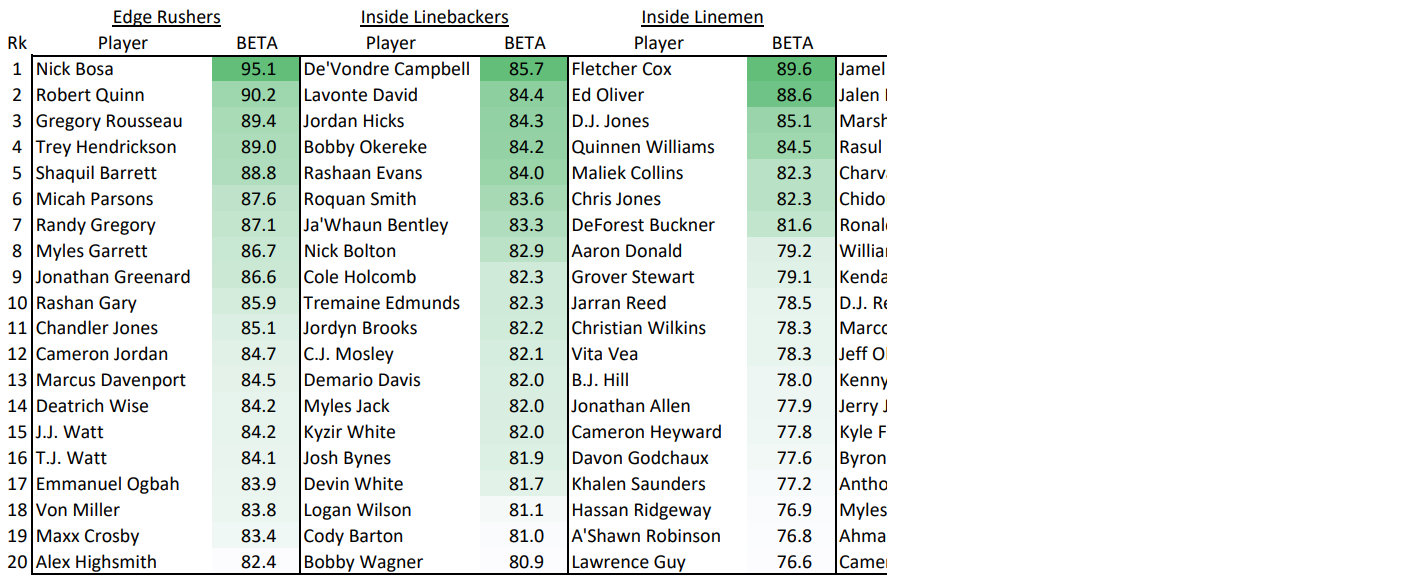 Edge Rushers Inside Linebackers Inside Linemen
Rk Player BETA Player BETA Player BETA
1 Nick Bosa 95.1 De'Vondre Campbell 85.7 Fletcher Cox 89.6 Jamel
2 Robert Quinn 90.2 Lavonte David 84.4 Ed Oliver 88.6 Jalen
3 Gregory Rousseau 89.4 Jordan Hicks 84.3 D.J. Jones 85.1 Marsh
4 Trey Hendrickson 89.0 Bobby Okereke 84.2 Quinnen Williams 84.5 Rasul
5 Shaquil Barrett 88.8 Rashaan Evans 84.0 Maliek Collins 82.3 Charv
6 Micah Parsons 87.6 Roquan Smith 83.6 Chris Jones 82.3 Chido
7 Randy Gregory 87.1 Ja'Whaun Bentley 83.3 DeForest Buckner 81.6 Ronal
8 Myles Garrett 86.7 Nick Bolton 82.9 Aaron Donald 79.2 Willia
9 Jonathan Greenard 86.6 Cole Holcomb 82.3 Grover Stewart 79.1 Kenda
10 Rashan Gary 85.9 Tremaine Edmunds 82.3 Jarran Reed 78.5 D.J. Re
11 Chandler Jones 85.1 Jordyn Brooks 82.2 Christian Wilkins 78.3 Marco
12 Cameron Jordan 84.7 C.J. Mosley 82.1 Vita Vea 78.3 Jeff O
13 Marcus Davenport 84.5 Demario Davis 82.0 B.J. Hill 78.0 Kenny
14 Deatrich Wise 84.2 Myles Jack 82.0 Jonathan Allen 77.9 Jerry J
15 J.J. Watt 84.2 Kyzir White 82.0 Cameron Heyward 77.8 Kyle F
16 T.J. Watt 84.1 Josh Bynes 81.9 Davon Godchaux 77.6 Byron
17 Emmanuel Ogbah 83.9 Devin White 81.7 Khalen Saunders 77.2 Antho
18 Von Miller 83.8 Logan Wilson 81.1 Hassan Ridgeway 76.9 Myles
19 Maxx Crosby 83.4 Cody Barton 81.0 A'Shawn Robinson 76.8 Ahma
20 Alex Highsmith 82.4 Bobby Wagner 80.9 Lawrence Guy 76.6 Came